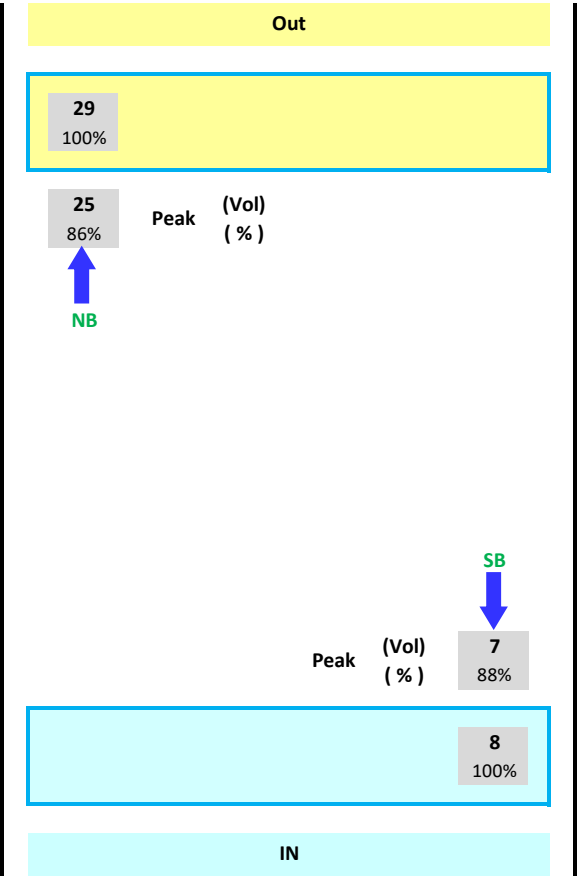 Out
29
100%
25
86%
Peak
(Vol)
( % )
NB
SB
Peak
(Vol)
( % )
7
88%
8
100%
IN